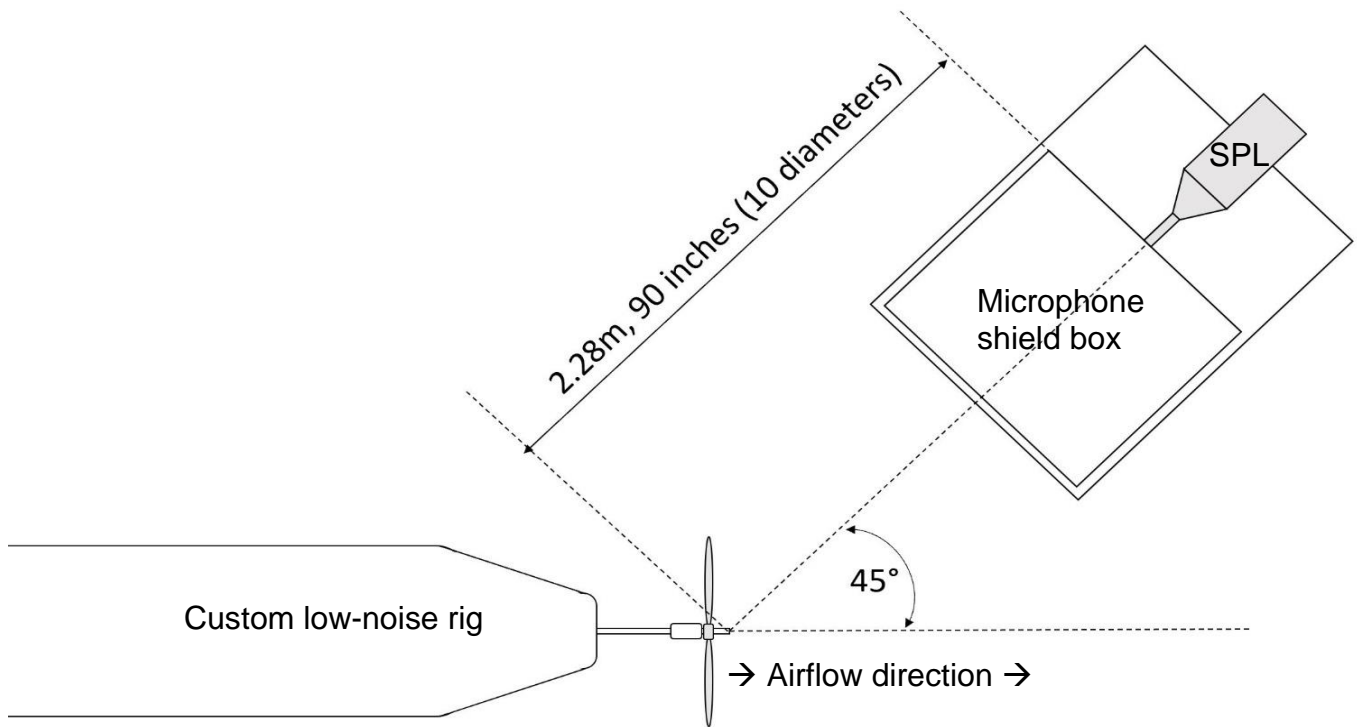 2.28m, 90 inches (10 diameters)
SPL
Microphone
shield box
45°
Custom low-noise rig
→ Airflow direction →